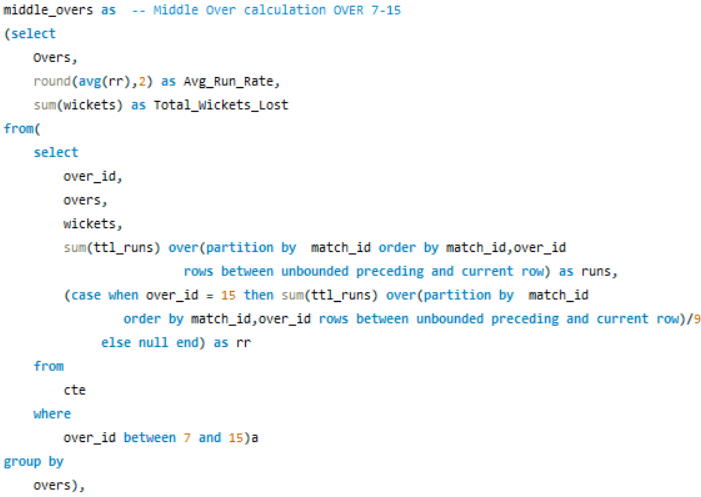 middle_overs as  -- Middle Over calculation OVER 7-15
(select
    Overs,
    round(avg(rr),2) as Avg_Run_Rate,
    sum(wickets) as Total_Wickets_Lost
from(
    select
        over_id,
        overs,
        wickets,
        sum(ttl_runs) over(partition by  match_id order by match_id,over_id
                        rows between unbounded preceding and current row) as runs,
        (case when over_id = 15 then sum(ttl_runs) over(partition by  match_id
                order by match_id,over_id rows between unbounded preceding and current row)/9
             else null end) as rr
    from
        cte
    where
        over_id between 7 and 15)a
group by
    overs),